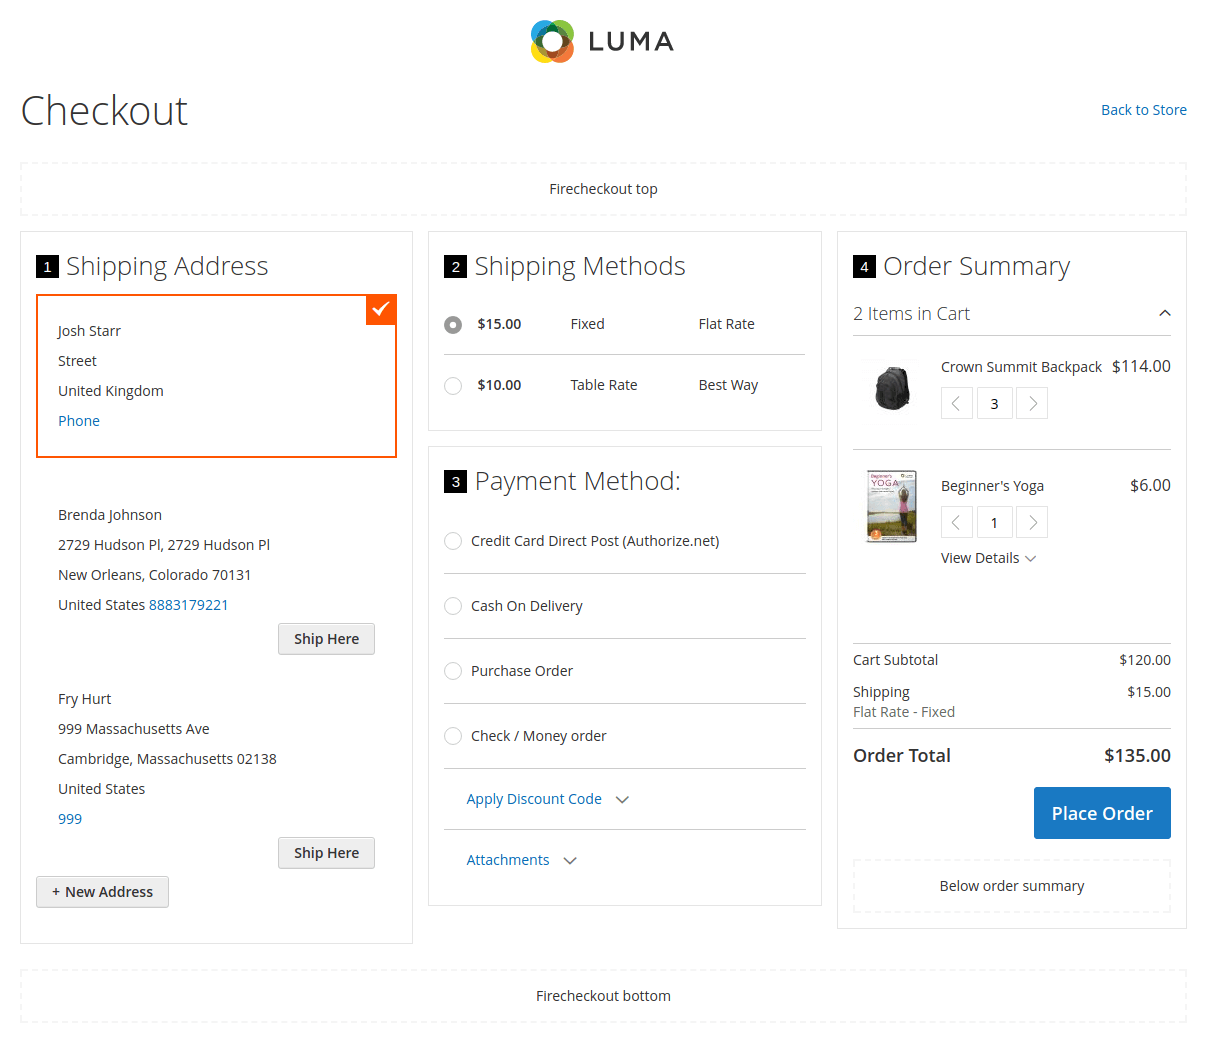 LUMA
Checkout
Back to Store
Firecheckout top
1 Shipping Address
Josh Starr
Street
United Kingdom
Phone
Brenda Johnson
2729 Hudson Pl, 2729 Hudson Pl
New Orleans, Colorado 70131
United States 8883179221
Ship Here
Fry Hurt
999 Massachusetts Ave
Cambridge, Massachusetts 02138
United States
999
Ship Here
+ New Address
2 Shipping Methods
$15.00 Fixed Flat Rate
$10.00 Table Rate Best Way
3 Payment Method:
Credit Card Direct Post (Authorize.net)
Cash On Delivery
Purchase Order
Check / Money order
Apply Discount Code
Attachments
4 Order Summary
2 Items in Cart
Crown Summit Backpack $114.00
3
Beginner's
YOGA
Beginner's Yoga $6.00
1
View Details
Cart Subtotal $120.00
Shipping $15.00
Flat Rate - Fixed
Order Total $135.00
Place Order
Below order summary
Firecheckout bottom